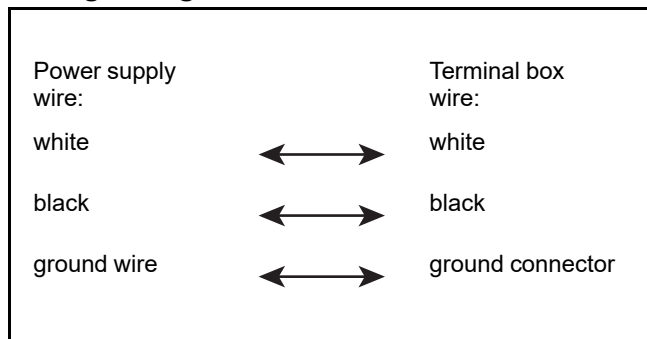 Power supply
wire:
Terminal box
wire:
white
white
black
black
ground wire
ground connector